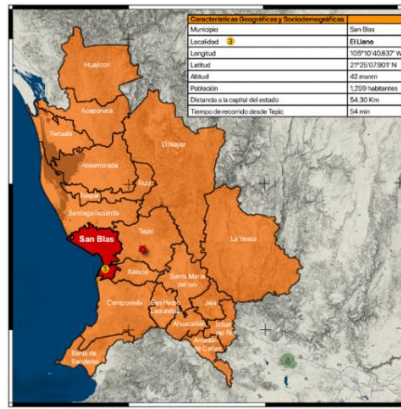 Características Geográficas y Sociodemográficas
Municipio San Blas
Localidad 3 El Llano
Longitud 105°10'40.837" W
Latitud 21°25'07.901" N
Altitud 42 msnm
Población 1,259 habitantes
Distancia a la capital del estado 54.30 Km
Tiempo de recorrido desde Tepic 54 min
Huajicori
Acaponeta
Tecuala
El Nayar
Rosamorada
Ruiz
Tuxpan
Santiago Ixcuintla
San Blas
Tepic
La Yesca
3
Xalisco
Santa María
del oro
Compostela
San Pedro
Lagunillas
Jala
Ahuacatlán
Ixtlán
del Río
Amatlán
de Cañas
Bahía de
Banderas